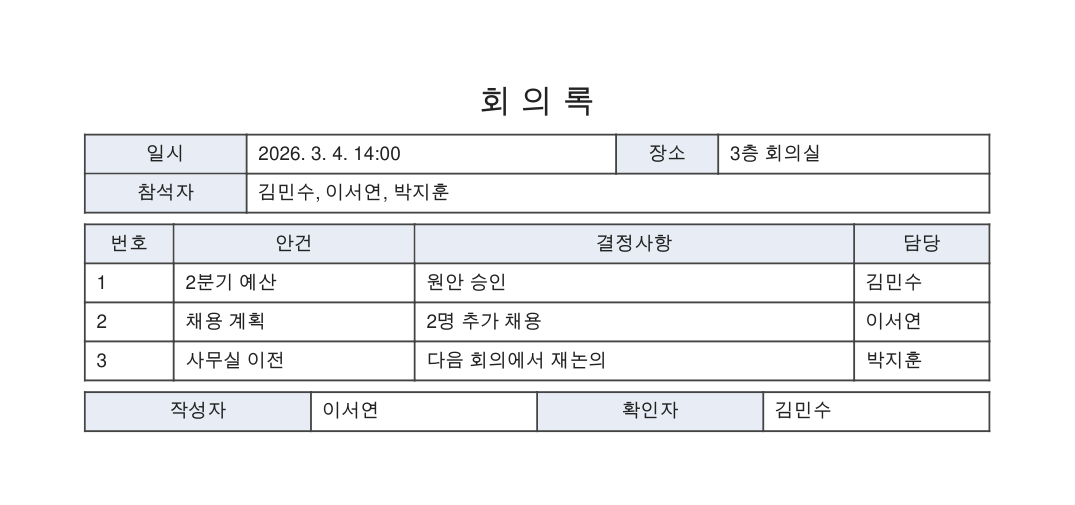 회 의 록
일시 2026. 3. 4. 14:00 장소 3층 회의실
참석자 김민수, 이서연, 박지훈
번호 안건 결정사항 담당
1 2분기 예산 원안 승인 김민수
2 채용 계획 2명 추가 채용 이서연
3 사무실 이전 다음 회의에서 재논의 박지훈
작성자 이서연 확인자 김민수